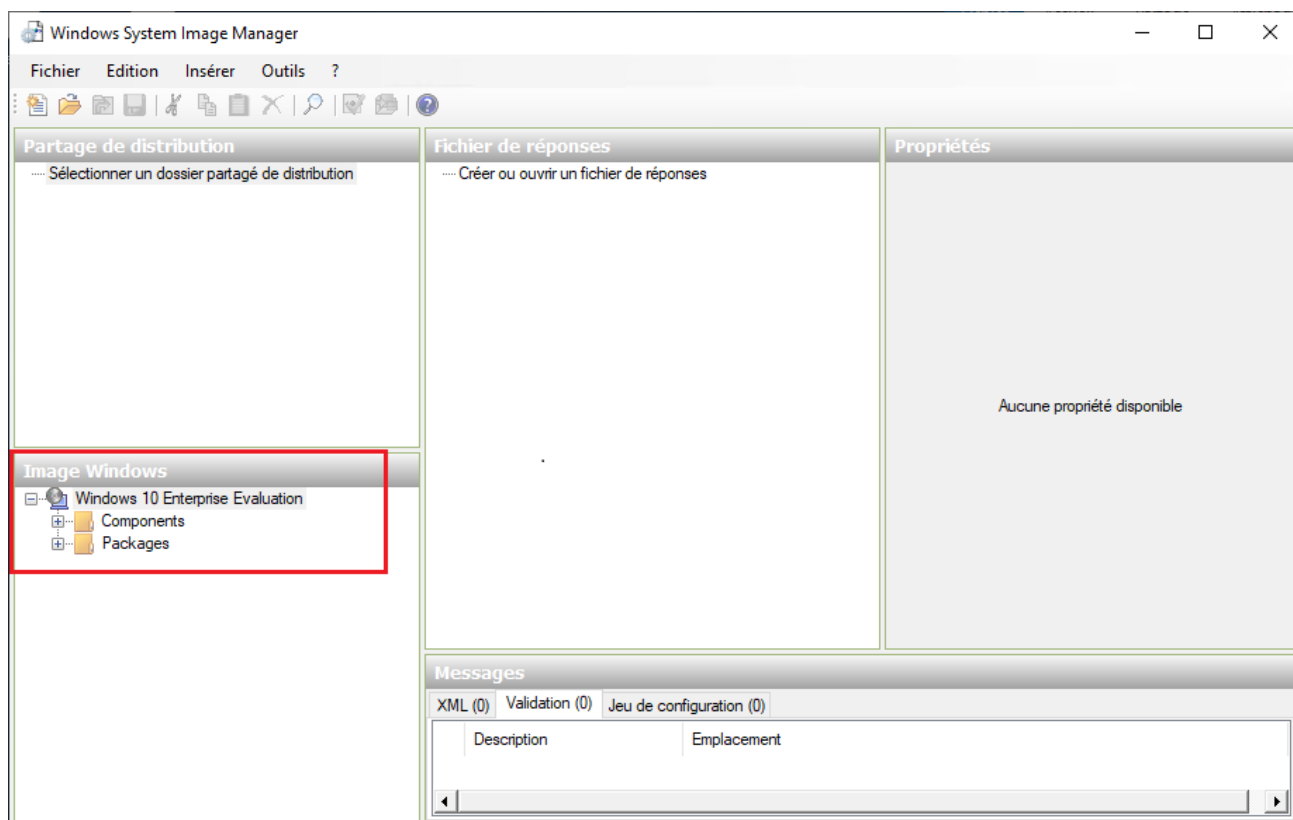 Windows System Image Manager
Fichier Edition Insérer Outils ?
Partage de distribution
Sélectionner un dossier partagé de distribution
Image Windows
Windows 10 Enterprise Evaluation
Components
Packages
Fichier de réponses
Créer ou ouvrir un fichier de réponses
Propriétés
Aucune propriété disponible
Messages
XML (0) Validation (0) Jeu de configuration (0)
Description Emplacement